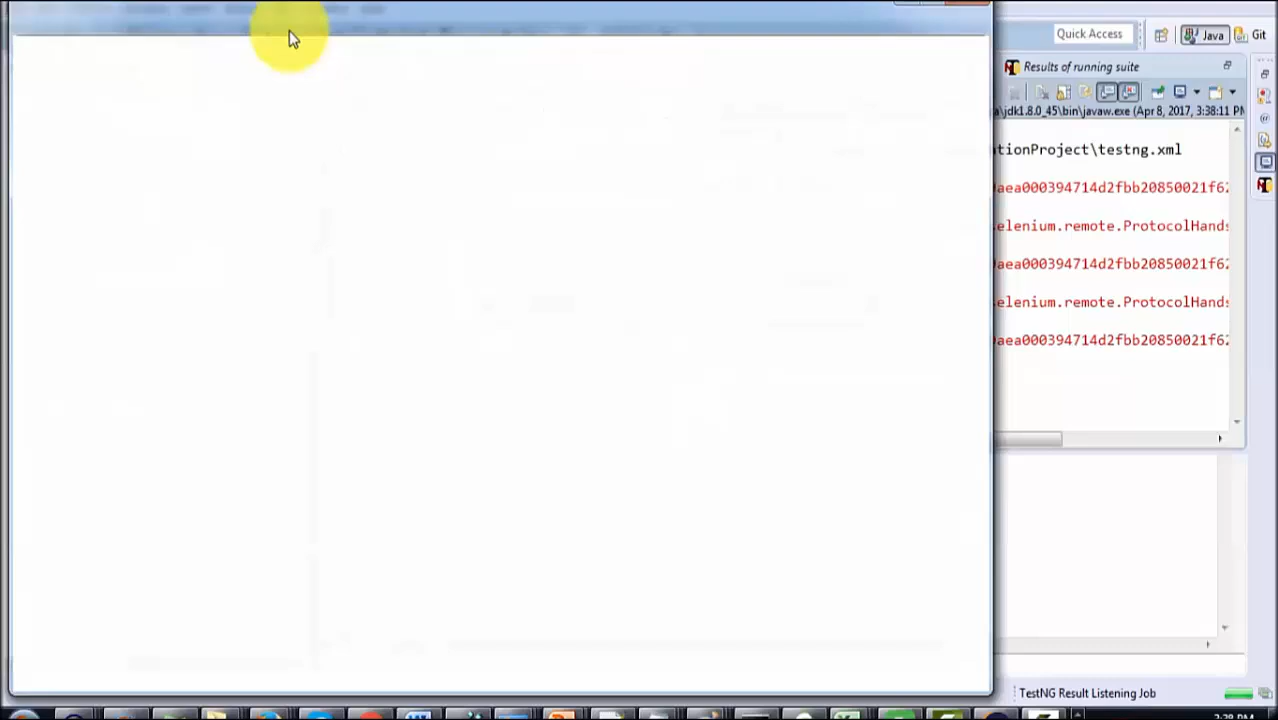 Quick Access
Java
Git
Results of running suite
a\jdk1.8.0_45\bin\javaw.exe (Apr 8, 2017, 3:38:11 PM
ationProject\testng.xml
aea000394714d2fbb20850021f62
elenium.remote.ProtocolHands
aea000394714d2fbb20850021f62
elenium.remote.ProtocolHands
aea000394714d2fbb20850021f62
TestNG Result Listening Job